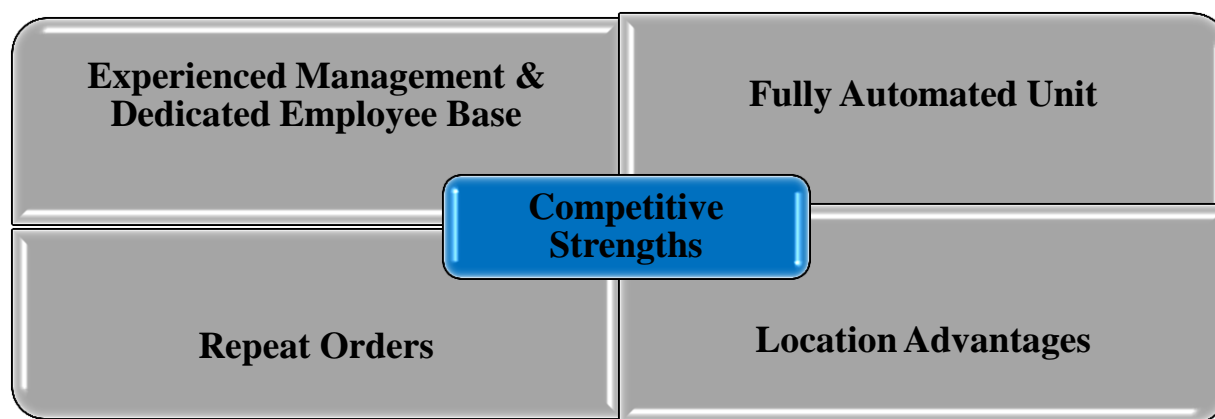 Experienced Management &
Dedicated Employee Base
Fully Automated Unit
Competitive
Strengths
Repeat Orders
Location Advantages